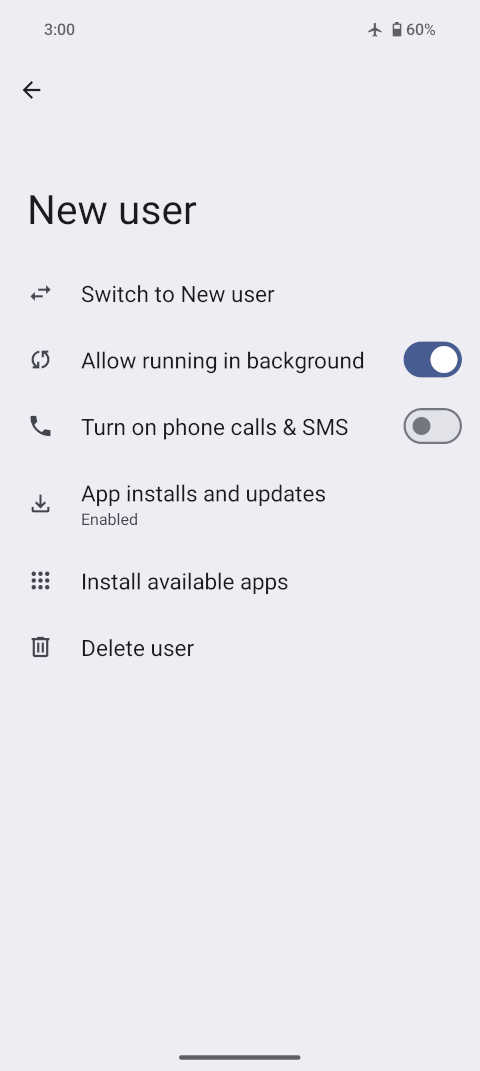 3:00
60%
New user
Switch to New user
Allow running in background
Turn on phone calls & SMS
App installs and updates
Enabled
Install available apps
Delete user